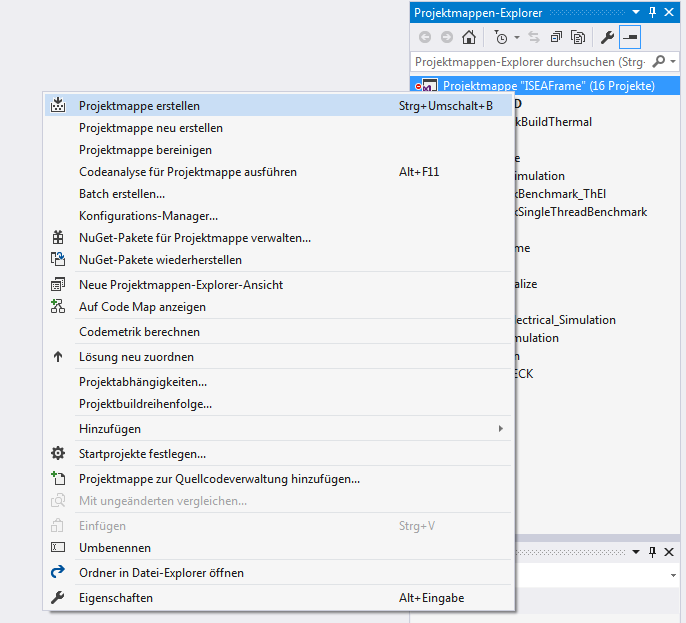 Projektmappen-Explorer
Projektmappen-Explorer durchsuchen (Strg-
Projektmappe "ISEAFrame" (16 Projekte)
Projektmappe erstellen Strg+Umschalt+B
Projektmappe neu erstellen
Projektmappe bereinigen
Codeanalyse für Projektmappe ausführen Alt+F11
Batch erstellen...
Konfigurations-Manager...
NuGet-Pakete für Projektmappe verwalten...
NuGet-Pakete wiederherstellen
Neue Projektmappen-Explorer-Ansicht
Auf Code Map anzeigen
Codemetrik berechnen
Lösung neu zuordnen
Projektabhängigkeiten...
Projektbuildreihenfolge...
Hinzufügen
Startprojekte festlegen...
Projektmappe zur Quellcodeverwaltung hinzufügen...
Mit ungeänderten vergleichen...
Einfügen Strg+V
Umbenennen
Ordner in Datei-Explorer öffnen
Eigenschaften Alt+Eingabe
D
kBuildThermal
e
imulation
kBenchmark_ThEl
kSingleThreadBenchmark
me
alize
lectrical_Simulation
mulation
n
ECK